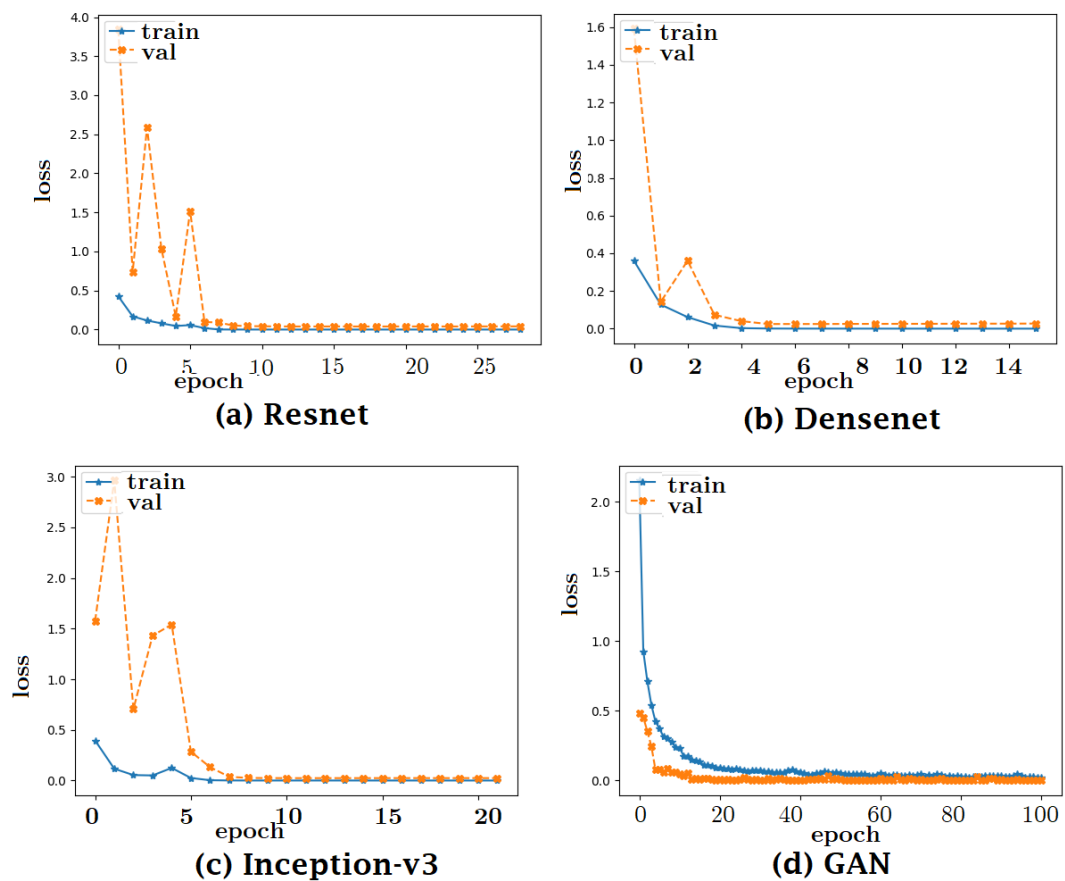 4.0
3.5
3.0
2.5
2.0
1.5
1.0
0.5
0.0
loss
train
val
0 5 10 15 20 25
epoch
(a) Resnet
1.6
1.4
1.2
1.0
0.8
0.6
0.4
0.2
0.0
loss
train
val
0 2 4 6 8 10 12 14
epoch
(b) Densenet
3.0
2.5
2.0
1.5
1.0
0.5
0.0
loss
train
val
0 5 10 15 20
epoch
(c) Inception-v3
2.0
1.5
1.0
0.5
0.0
loss
train
val
0 20 40 60 80 100
epoch
(d) GAN